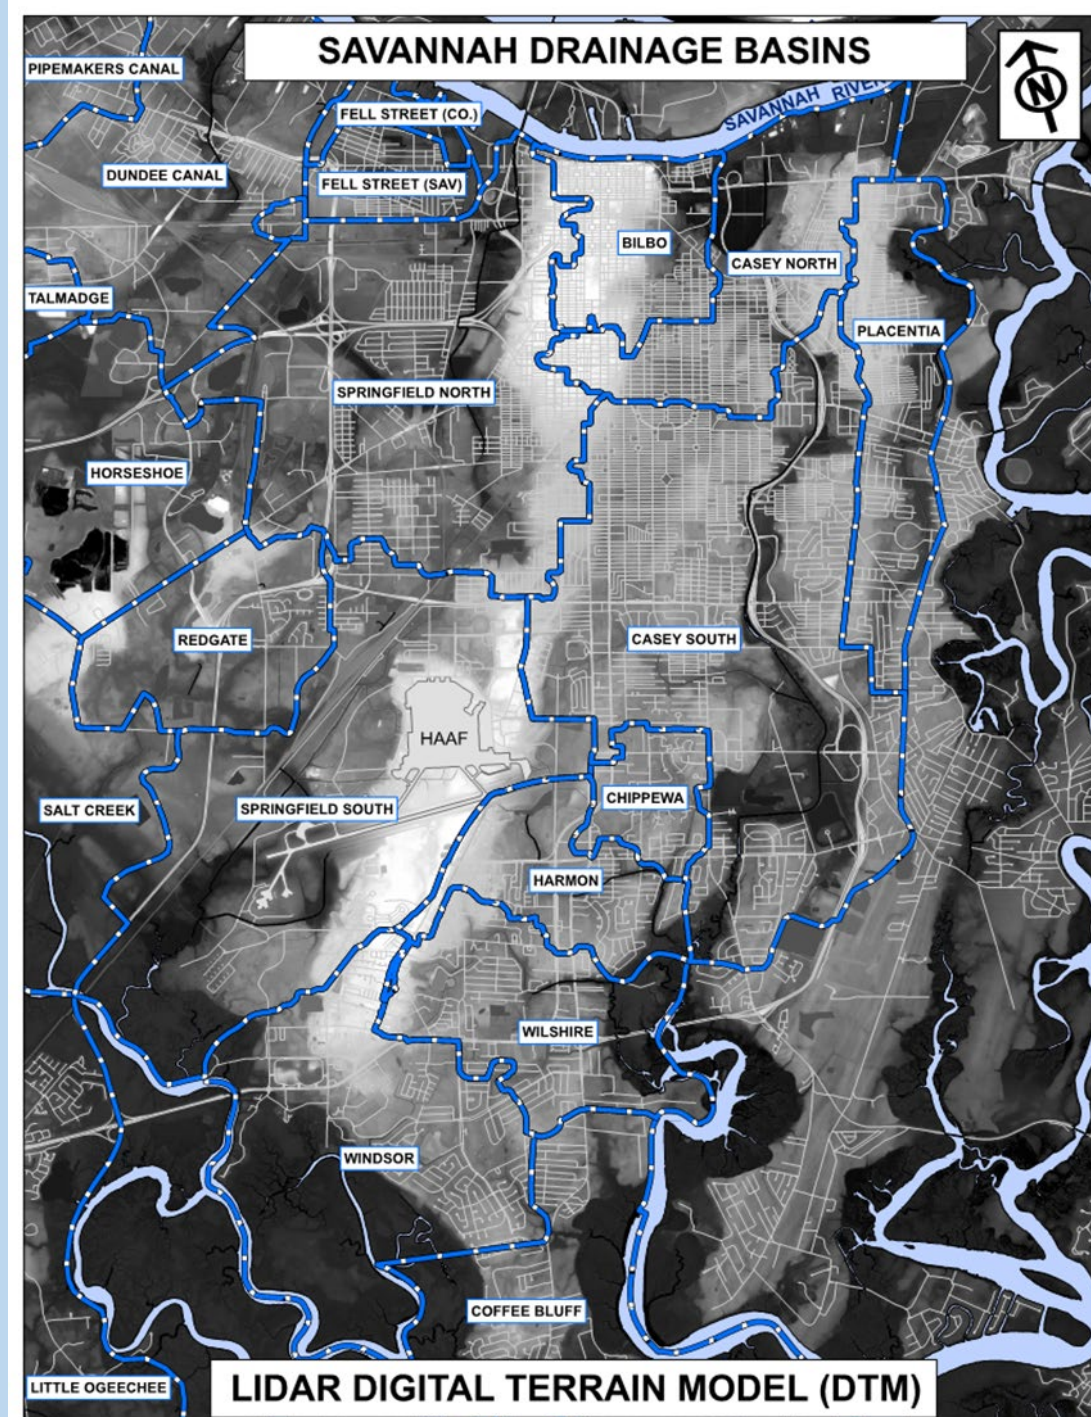 SAVANNAH DRAINAGE BASINS
N
PIPEMAKERS CANAL
SAVANNAH RIVER
FELL STREET (CO.)
DUNDEE CANAL
FELL STREET (SAV)
BILBO
CASEY NORTH
TALMADGE
PLACENTIA
SPRINGFIELD NORTH
HORSESHOE
REDGATE
CASEY SOUTH
HAAF
CHIPPEWA
SALT CREEK
SPRINGFIELD SOUTH
HARMON
WILSHIRE
WINDSOR
COFFEE BLUFF
LITTLE OGEECHEE
LIDAR DIGITAL TERRAIN MODEL (DTM)